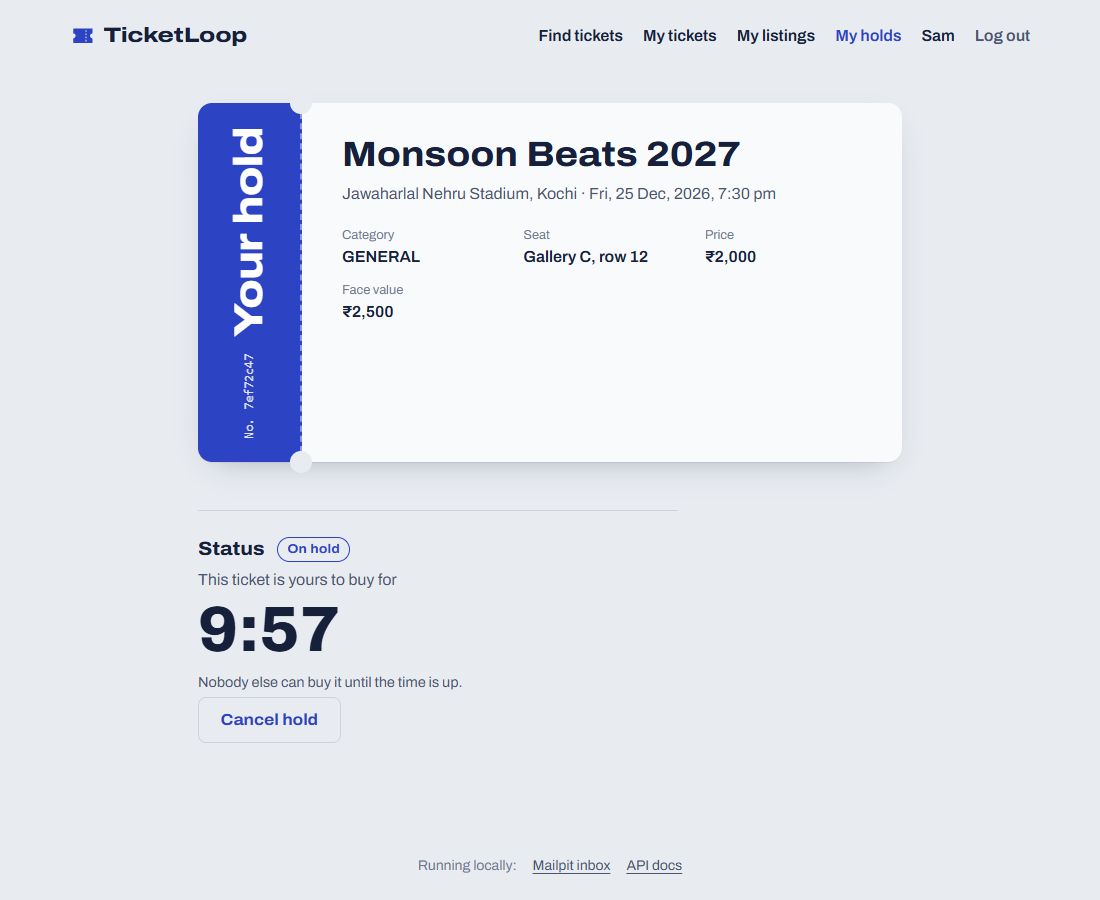 TicketLoop
Find tickets My tickets My listings My holds Sam Log out
Your hold
No. 7ef72c47
Monsoon Beats 2027
Jawaharlal Nehru Stadium, Kochi · Fri, 25 Dec, 2026, 7:30 pm
Category Seat Price
GENERAL Gallery C, row 12 ₹2,000
Face value
₹2,500
Status On hold
This ticket is yours to buy for
9:57
Nobody else can buy it until the time is up.
Cancel hold
Running locally: Mailpit inbox API docs